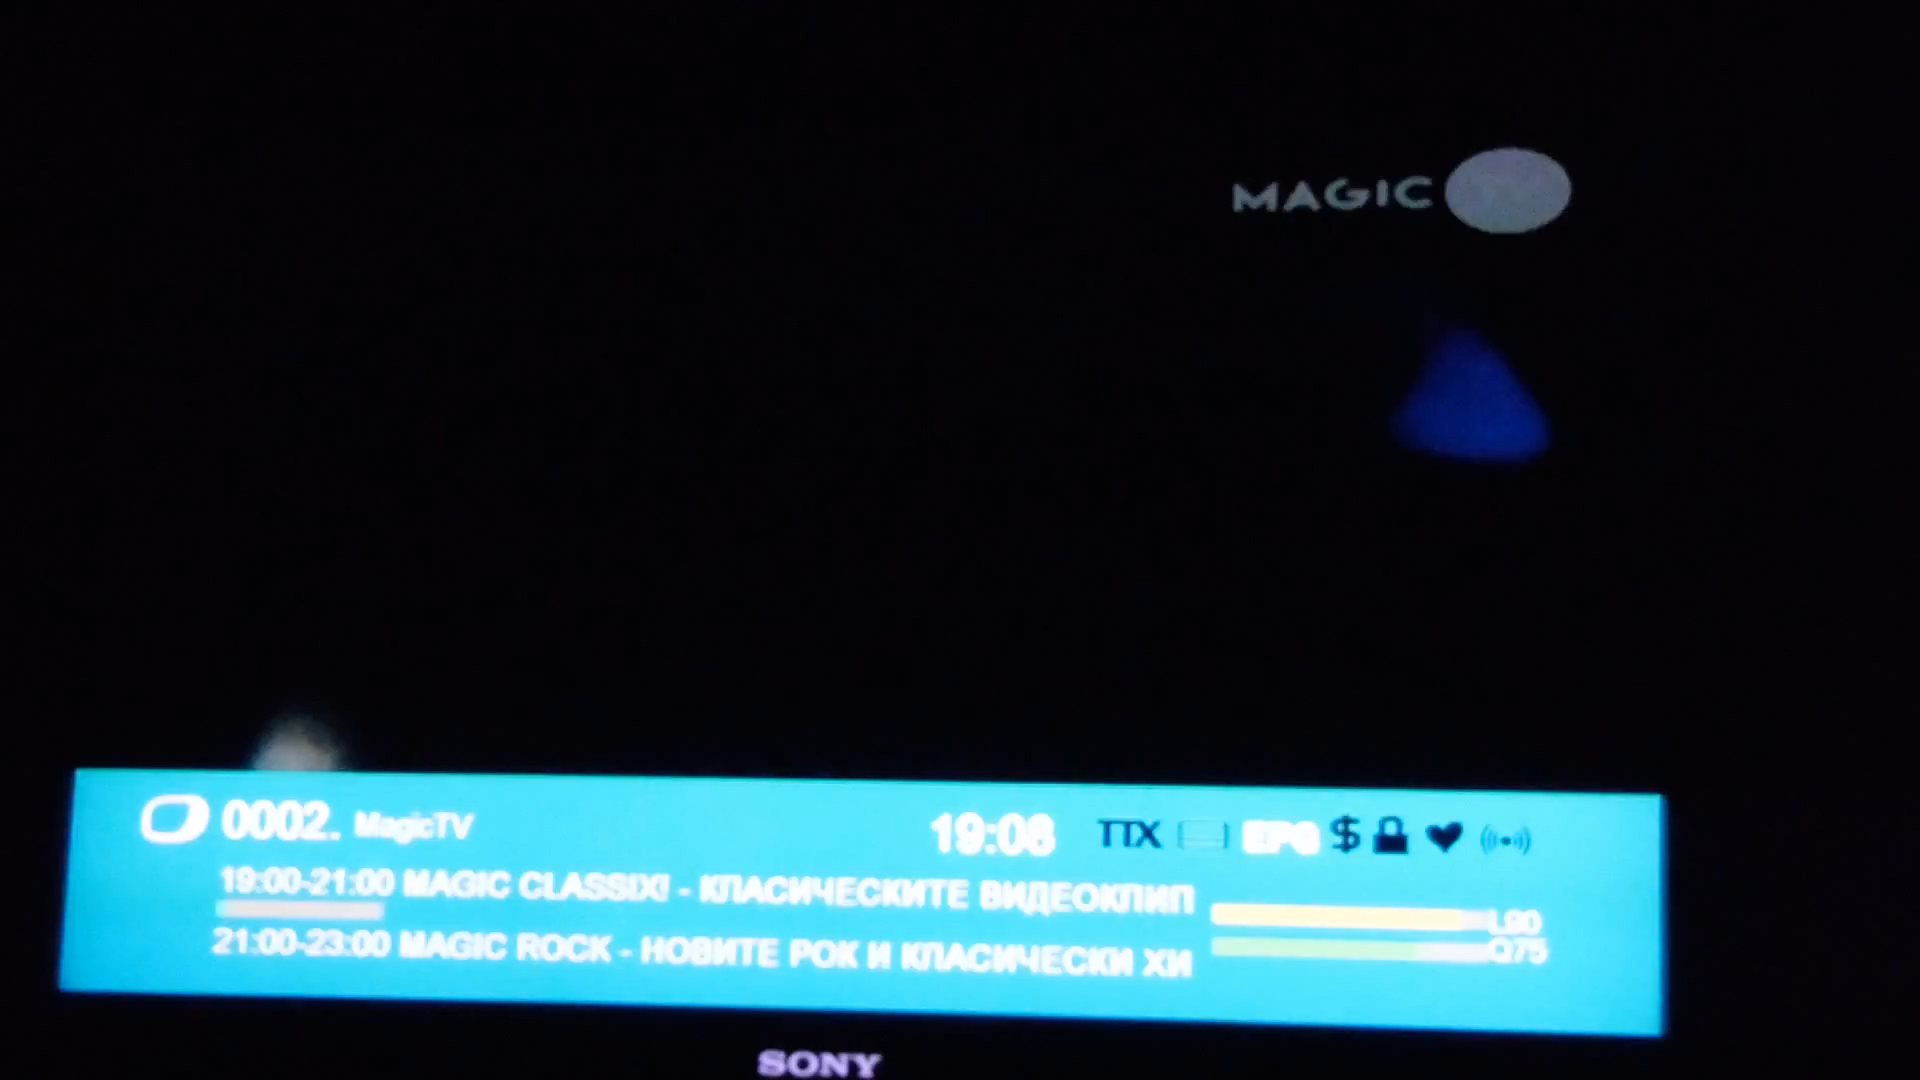 MAGIC TV
0002. MagicTV 19:08 TTX EPG $
19:00-21:00 MAGIC CLASSIX! - КЛАСИЧЕСКИТЕ ВИДЕОКЛИП
L90
21:00-23:00 MAGIC ROCK - НОВИТЕ РОК И КЛАСИЧЕСКИ ХИ
Q75
SONY